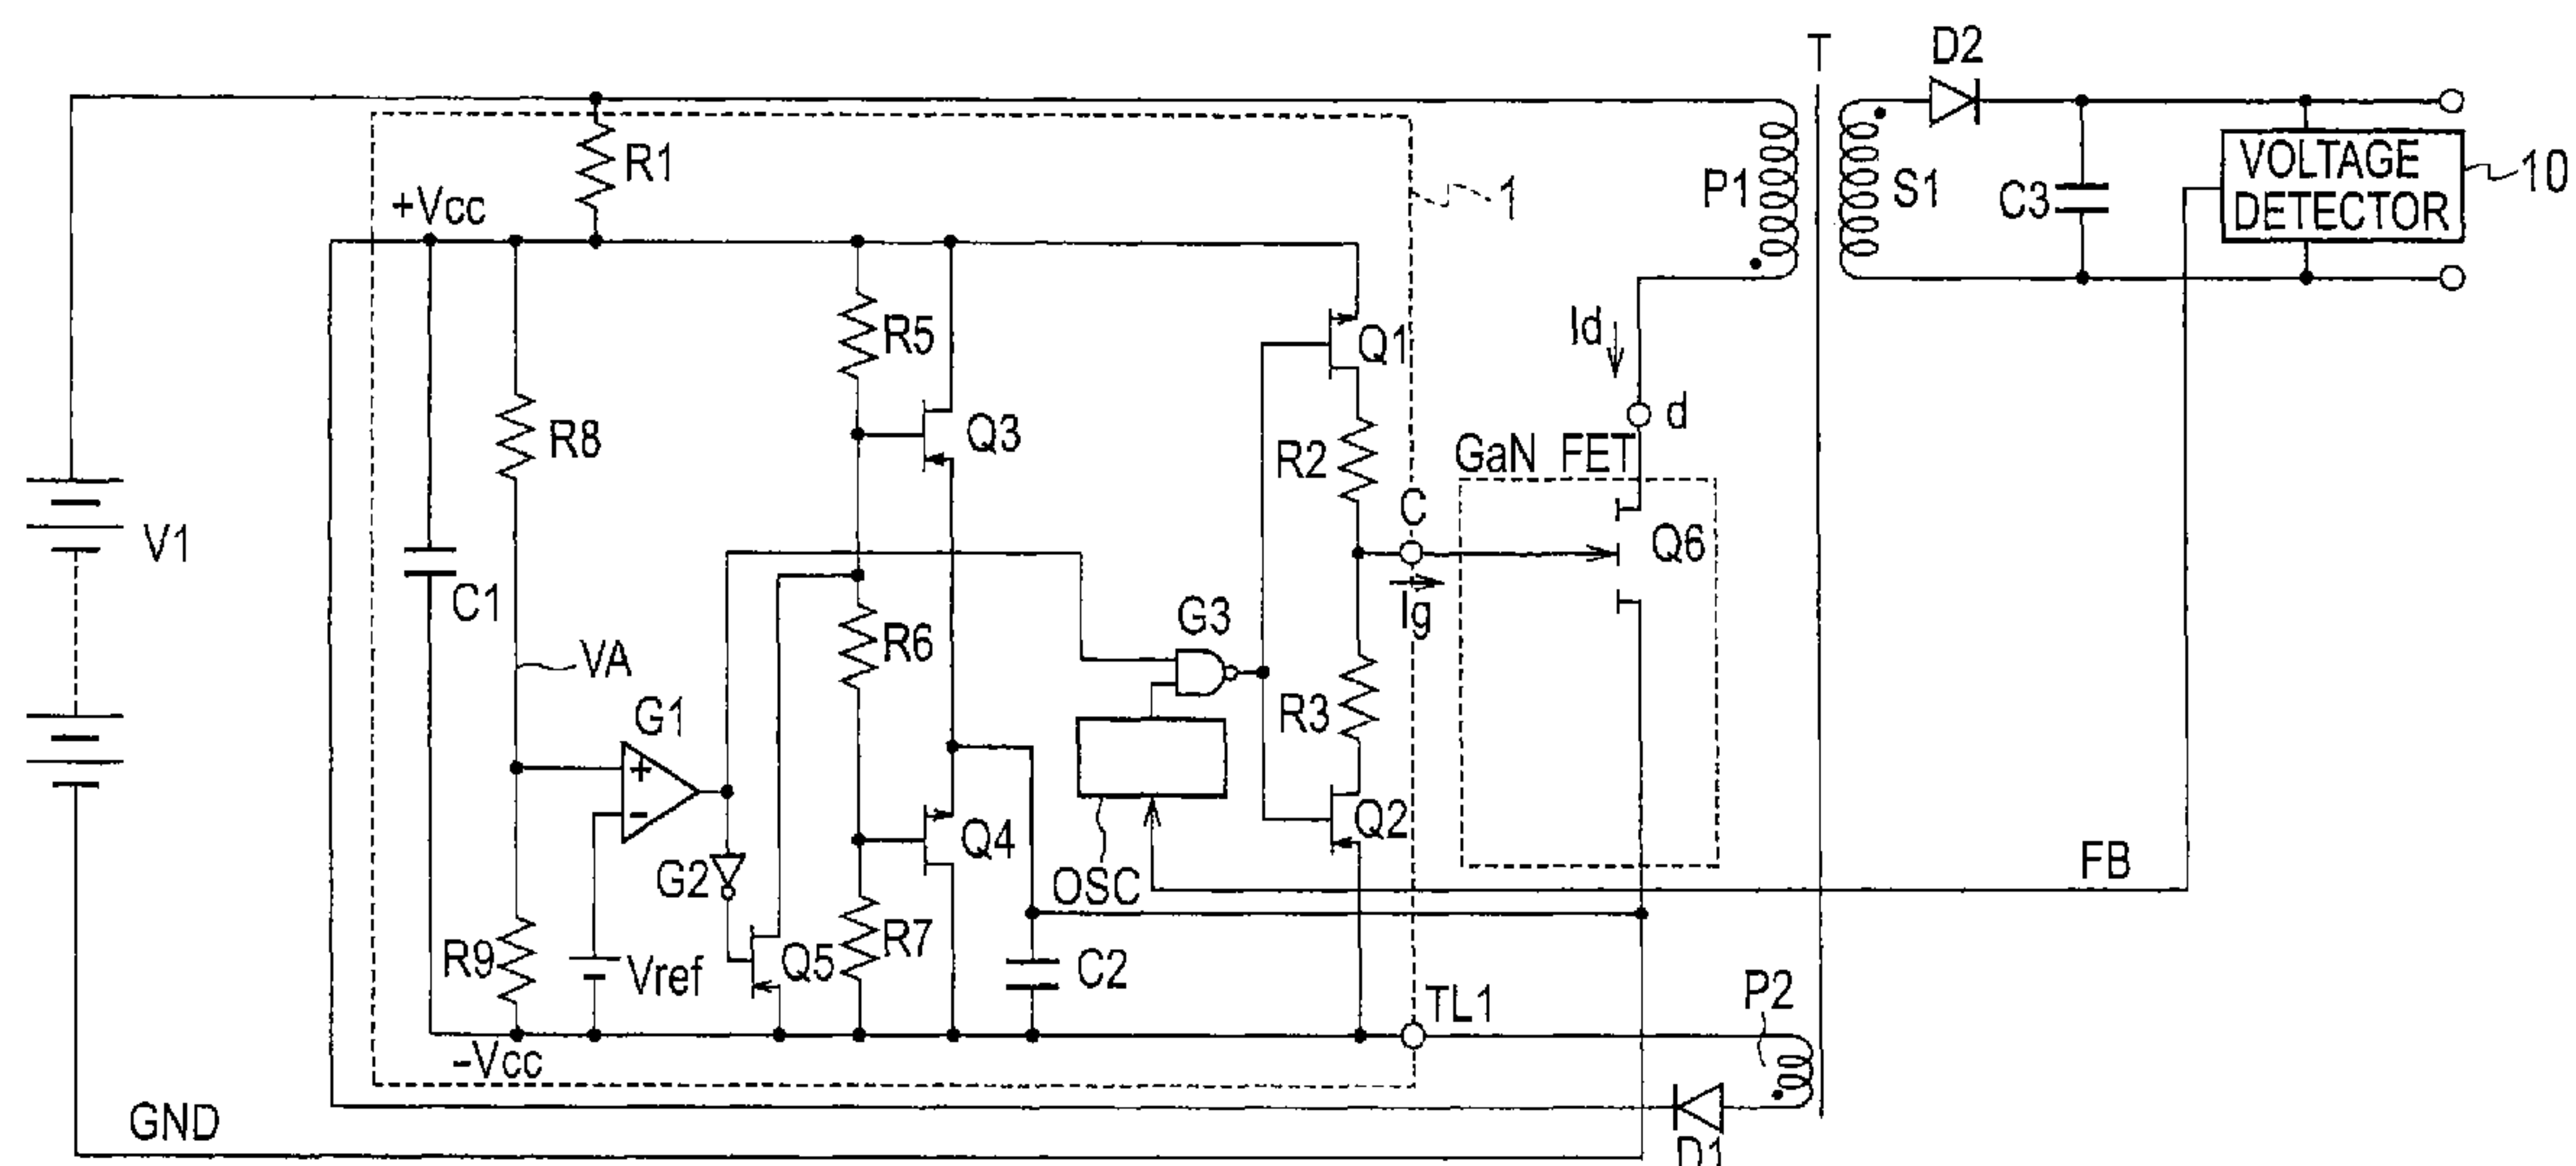 T
D2
R1
P1
S1
C3
VOLTAGE
DETECTOR
10
1
+Vcc
R5
Q1
Id
d
R8
Q3
R2
GaN FET
C
V1
Q6
C1
Ig
G3
R6
VA
R3
G1
+
-
Q4
Q2
G2
OSC
FB
R9
Vref
Q5
R7
C2
P2
TL1
-Vcc
GND
D1